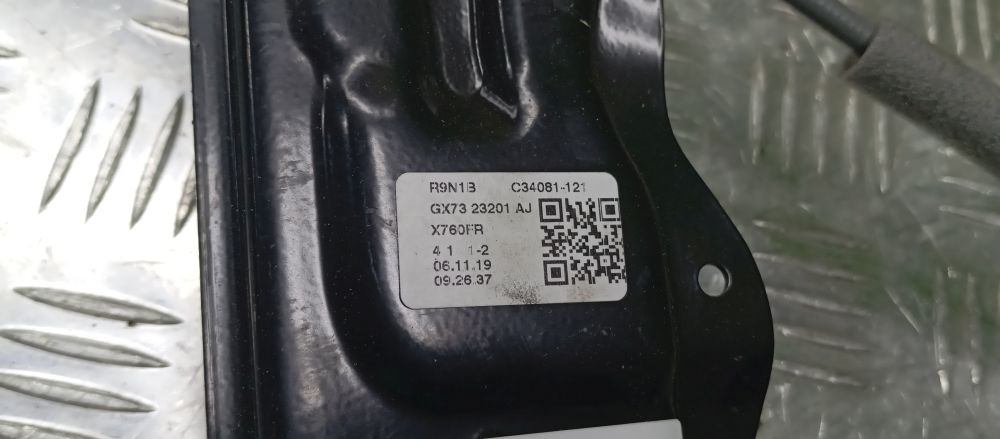 R9N1B C34081-121
GX73 23201 AJ
X760FR
4 1 1-2
06.11.19
09.26.37